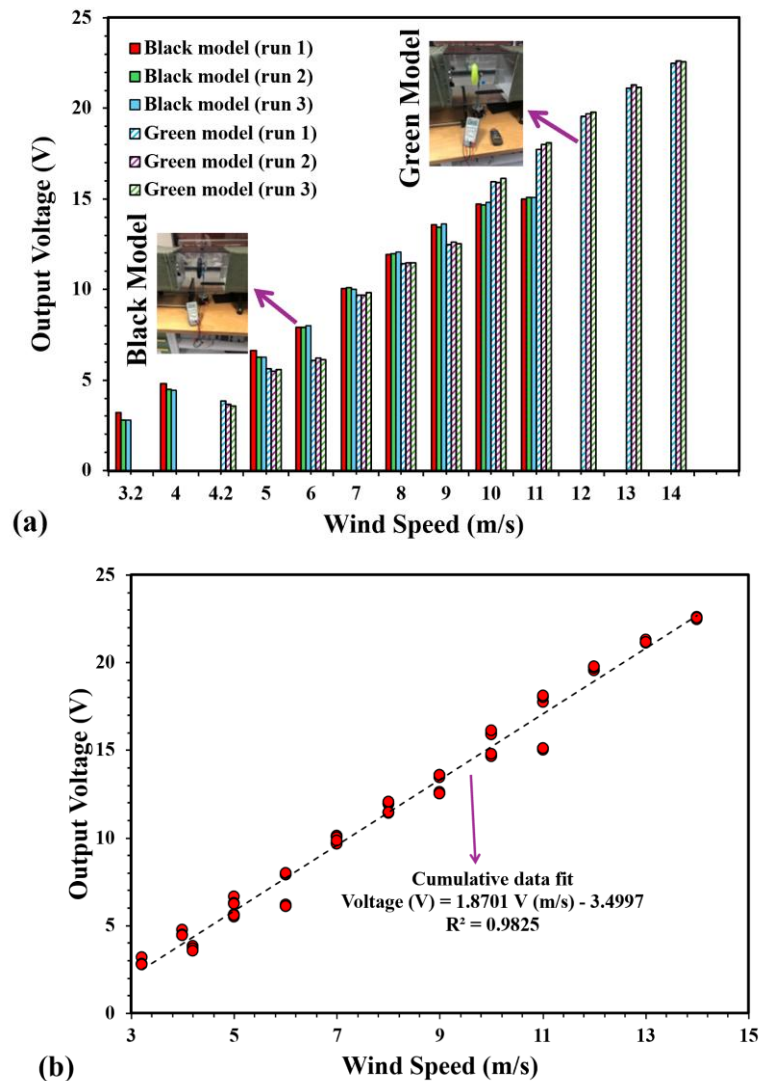 25
20
15
10
5
0
Output Voltage (V)
Black model (run 1)
Black model (run 2)
Black model (run 3)
Green model (run 1)
Green model (run 2)
Green model (run 3)
Green Model
Black Model
3.2 4 4.2 5 6 7 8 9 10 11 12 13 14
(a) Wind Speed (m/s)
25
20
15
10
5
0
Output Voltage (V)
Cumulative data fit
Voltage (V) = 1.8701 V (m/s) - 3.4997
R² = 0.9825
3 5 7 9 11 13 15
(b) Wind Speed (m/s)